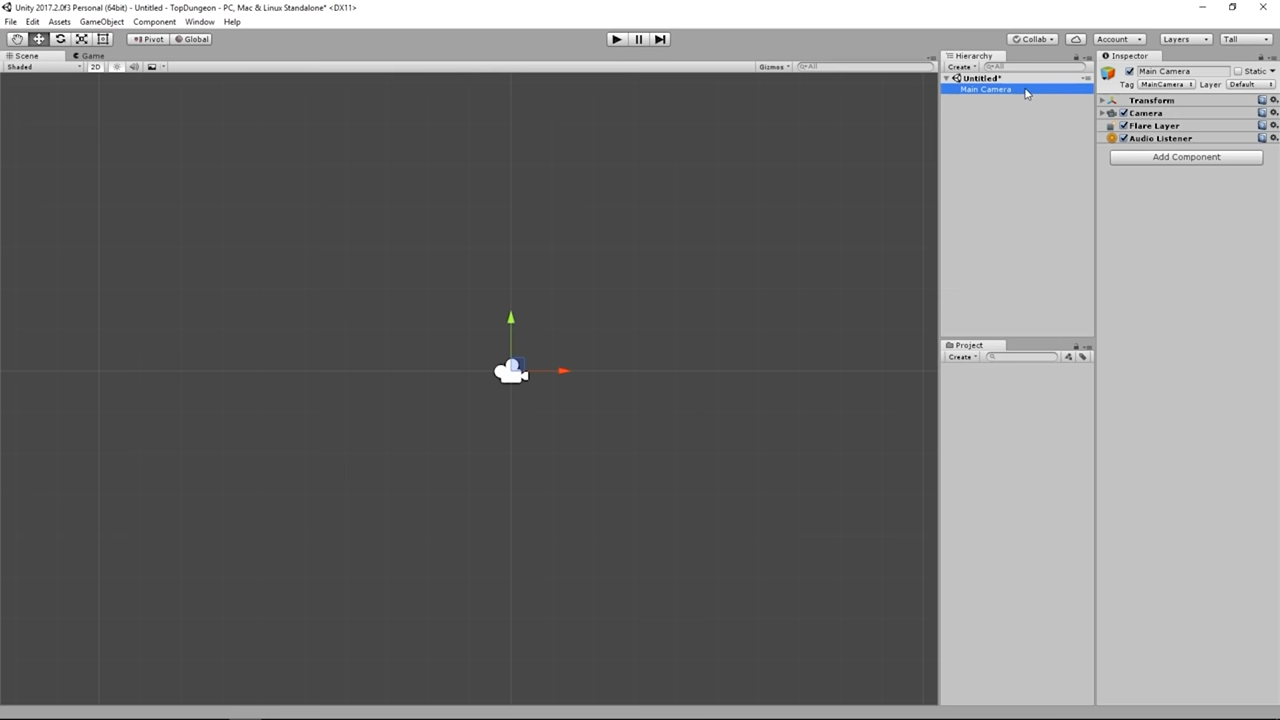 Unity 2017.2.0f3 Personal (64bit) - Untitled - TopDungeon - PC, Mac & Linux Standalone* <DX11>
File Edit Assets GameObject Component Window Help
Pivot Global Collab Account Layers Tall
Scene Game
Shaded 2D Gizmos All
Hierarchy
Create All
Untitled*
Main Camera
Project
Create
Inspector
Main Camera Static
Tag MainCamera Layer Default
Transform
Camera
Flare Layer
Audio Listener
Add Component